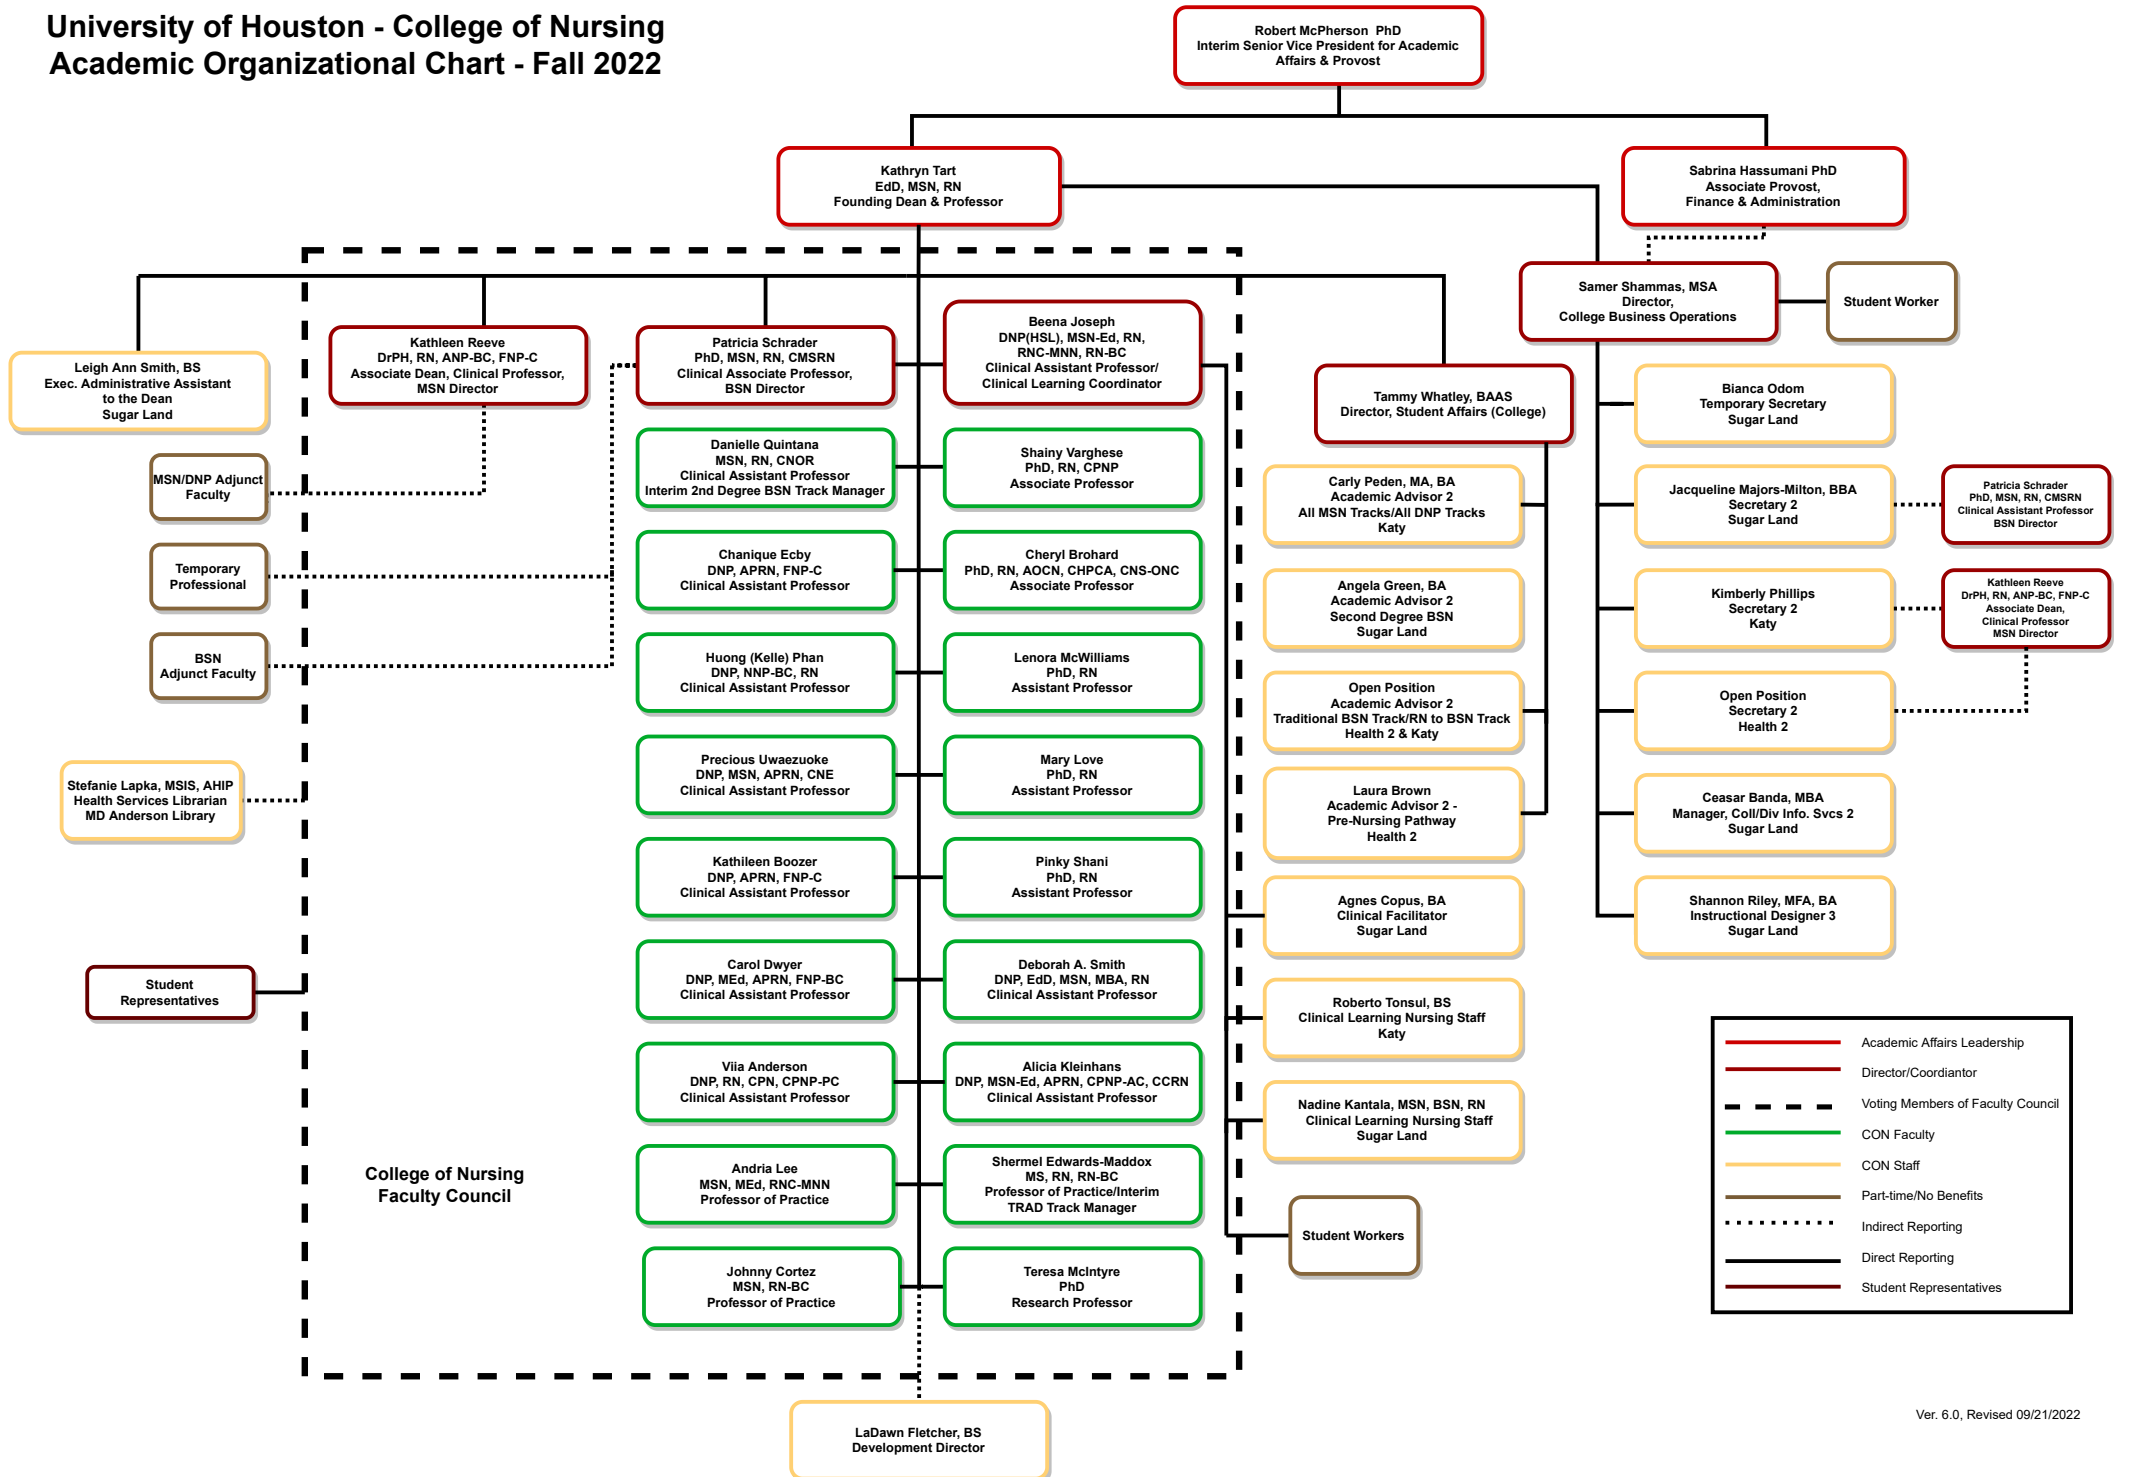 University of Houston - College of Nursing
Academic Organizational Chart - Fall 2022
Robert McPherson  PhD
Interim Senior Vice President for Academic
Affairs & Provost
Kathryn Tart
EdD, MSN, RN
Founding Dean & Professor
Sabrina Hassumani PhD
Associate Provost,
Finance & Administration
Samer Shammas, MSA
Director,
College Business Operations
Student Worker
Leigh Ann Smith, BS
Exec. Administrative Assistant
to the Dean
Sugar Land
Kathleen Reeve
DrPH, RN, ANP-BC, FNP-C
Associate Dean, Clinical Professor,
MSN Director
Patricia Schrader
PhD, MSN, RN, CMSRN
Clinical Associate Professor,
BSN Director
Beena Joseph
DNP(HSL), MSN-Ed, RN,
RNC-MNN, RN-BC
Clinical Assistant Professor/
Clinical Learning Coordinator
Tammy Whatley, BAAS
Director, Student Affairs (College)
MSN/DNP Adjunct
Faculty
Temporary
Professional
BSN
Adjunct Faculty
Stefanie Lapka, MSIS, AHIP
Health Services Librarian
MD Anderson Library
Student
Representatives
College of Nursing
Faculty Council
Danielle Quintana
MSN, RN, CNOR
Clinical Assistant Professor
Interim 2nd Degree BSN Track Manager
Shainy Varghese
PhD, RN, CPNP
Associate Professor
Chanique Ecby
DNP, APRN, FNP-C
Clinical Assistant Professor
Cheryl Brohard
PhD, RN, AOCN, CHPCA, CNS-ONC
Associate Professor
Huong (Kelle) Phan
DNP, NNP-BC, RN
Clinical Assistant Professor
Lenora McWilliams
PhD, RN
Assistant Professor
Precious Uwaezuoke
DNP, MSN, APRN, CNE
Clinical Assistant Professor
Mary Love
PhD, RN
Assistant Professor
Kathileen Boozer
DNP, APRN, FNP-C
Clinical Assistant Professor
Pinky Shani
PhD, RN
Assistant Professor
Carol Dwyer
DNP, MEd, APRN, FNP-BC
Clinical Assistant Professor
Deborah A. Smith
DNP, EdD, MSN, MBA, RN
Clinical Assistant Professor
Viia Anderson
DNP, RN, CPN, CPNP-PC
Clinical Assistant Professor
Alicia Kleinhans
DNP, MSN-Ed, APRN, CPNP-AC, CCRN
Clinical Assistant Professor
Andria Lee
MSN, MEd, RNC-MNN
Professor of Practice
Shermel Edwards-Maddox
MS, RN, RN-BC
Professor of Practice/Interim
TRAD Track Manager
Johnny Cortez
MSN, RN-BC
Professor of Practice
Teresa McIntyre
PhD
Research Professor
LaDawn Fletcher, BS
Development Director
Carly Peden, MA, BA
Academic Advisor 2
All MSN Tracks/All DNP Tracks
Katy
Angela Green, BA
Academic Advisor 2
Second Degree BSN
Sugar Land
Open Position
Academic Advisor 2
Traditional BSN Track/RN to BSN Track
Health 2 & Katy
Laura Brown
Academic Advisor 2 -
Pre-Nursing Pathway
Health 2
Agnes Copus, BA
Clinical Facilitator
Sugar Land
Roberto Tonsul, BS
Clinical Learning Nursing Staff
Katy
Nadine Kantala, MSN, BSN, RN
Clinical Learning Nursing Staff
Sugar Land
Student Workers
Bianca Odom
Temporary Secretary
Sugar Land
Jacqueline Majors-Milton, BBA
Secretary 2
Sugar Land
Patricia Schrader
PhD, MSN, RN, CMSRN
Clinical Assistant Professor
BSN Director
Kimberly Phillips
Secretary 2
Katy
Kathleen Reeve
DrPH, RN, ANP-BC, FNP-C
Associate Dean,
Clinical Professor
MSN Director
Open Position
Secretary 2
Health 2
Ceasar Banda, MBA
Manager, Coll/Div Info. Svcs 2
Sugar Land
Shannon Riley, MFA, BA
Instructional Designer 3
Sugar Land
Academic Affairs Leadership
Director/Coordiantor
Voting Members of Faculty Council
CON Faculty
CON Staff
Part-time/No Benefits
Indirect Reporting
Direct Reporting
Student Representatives
Ver. 6.0, Revised 09/21/2022